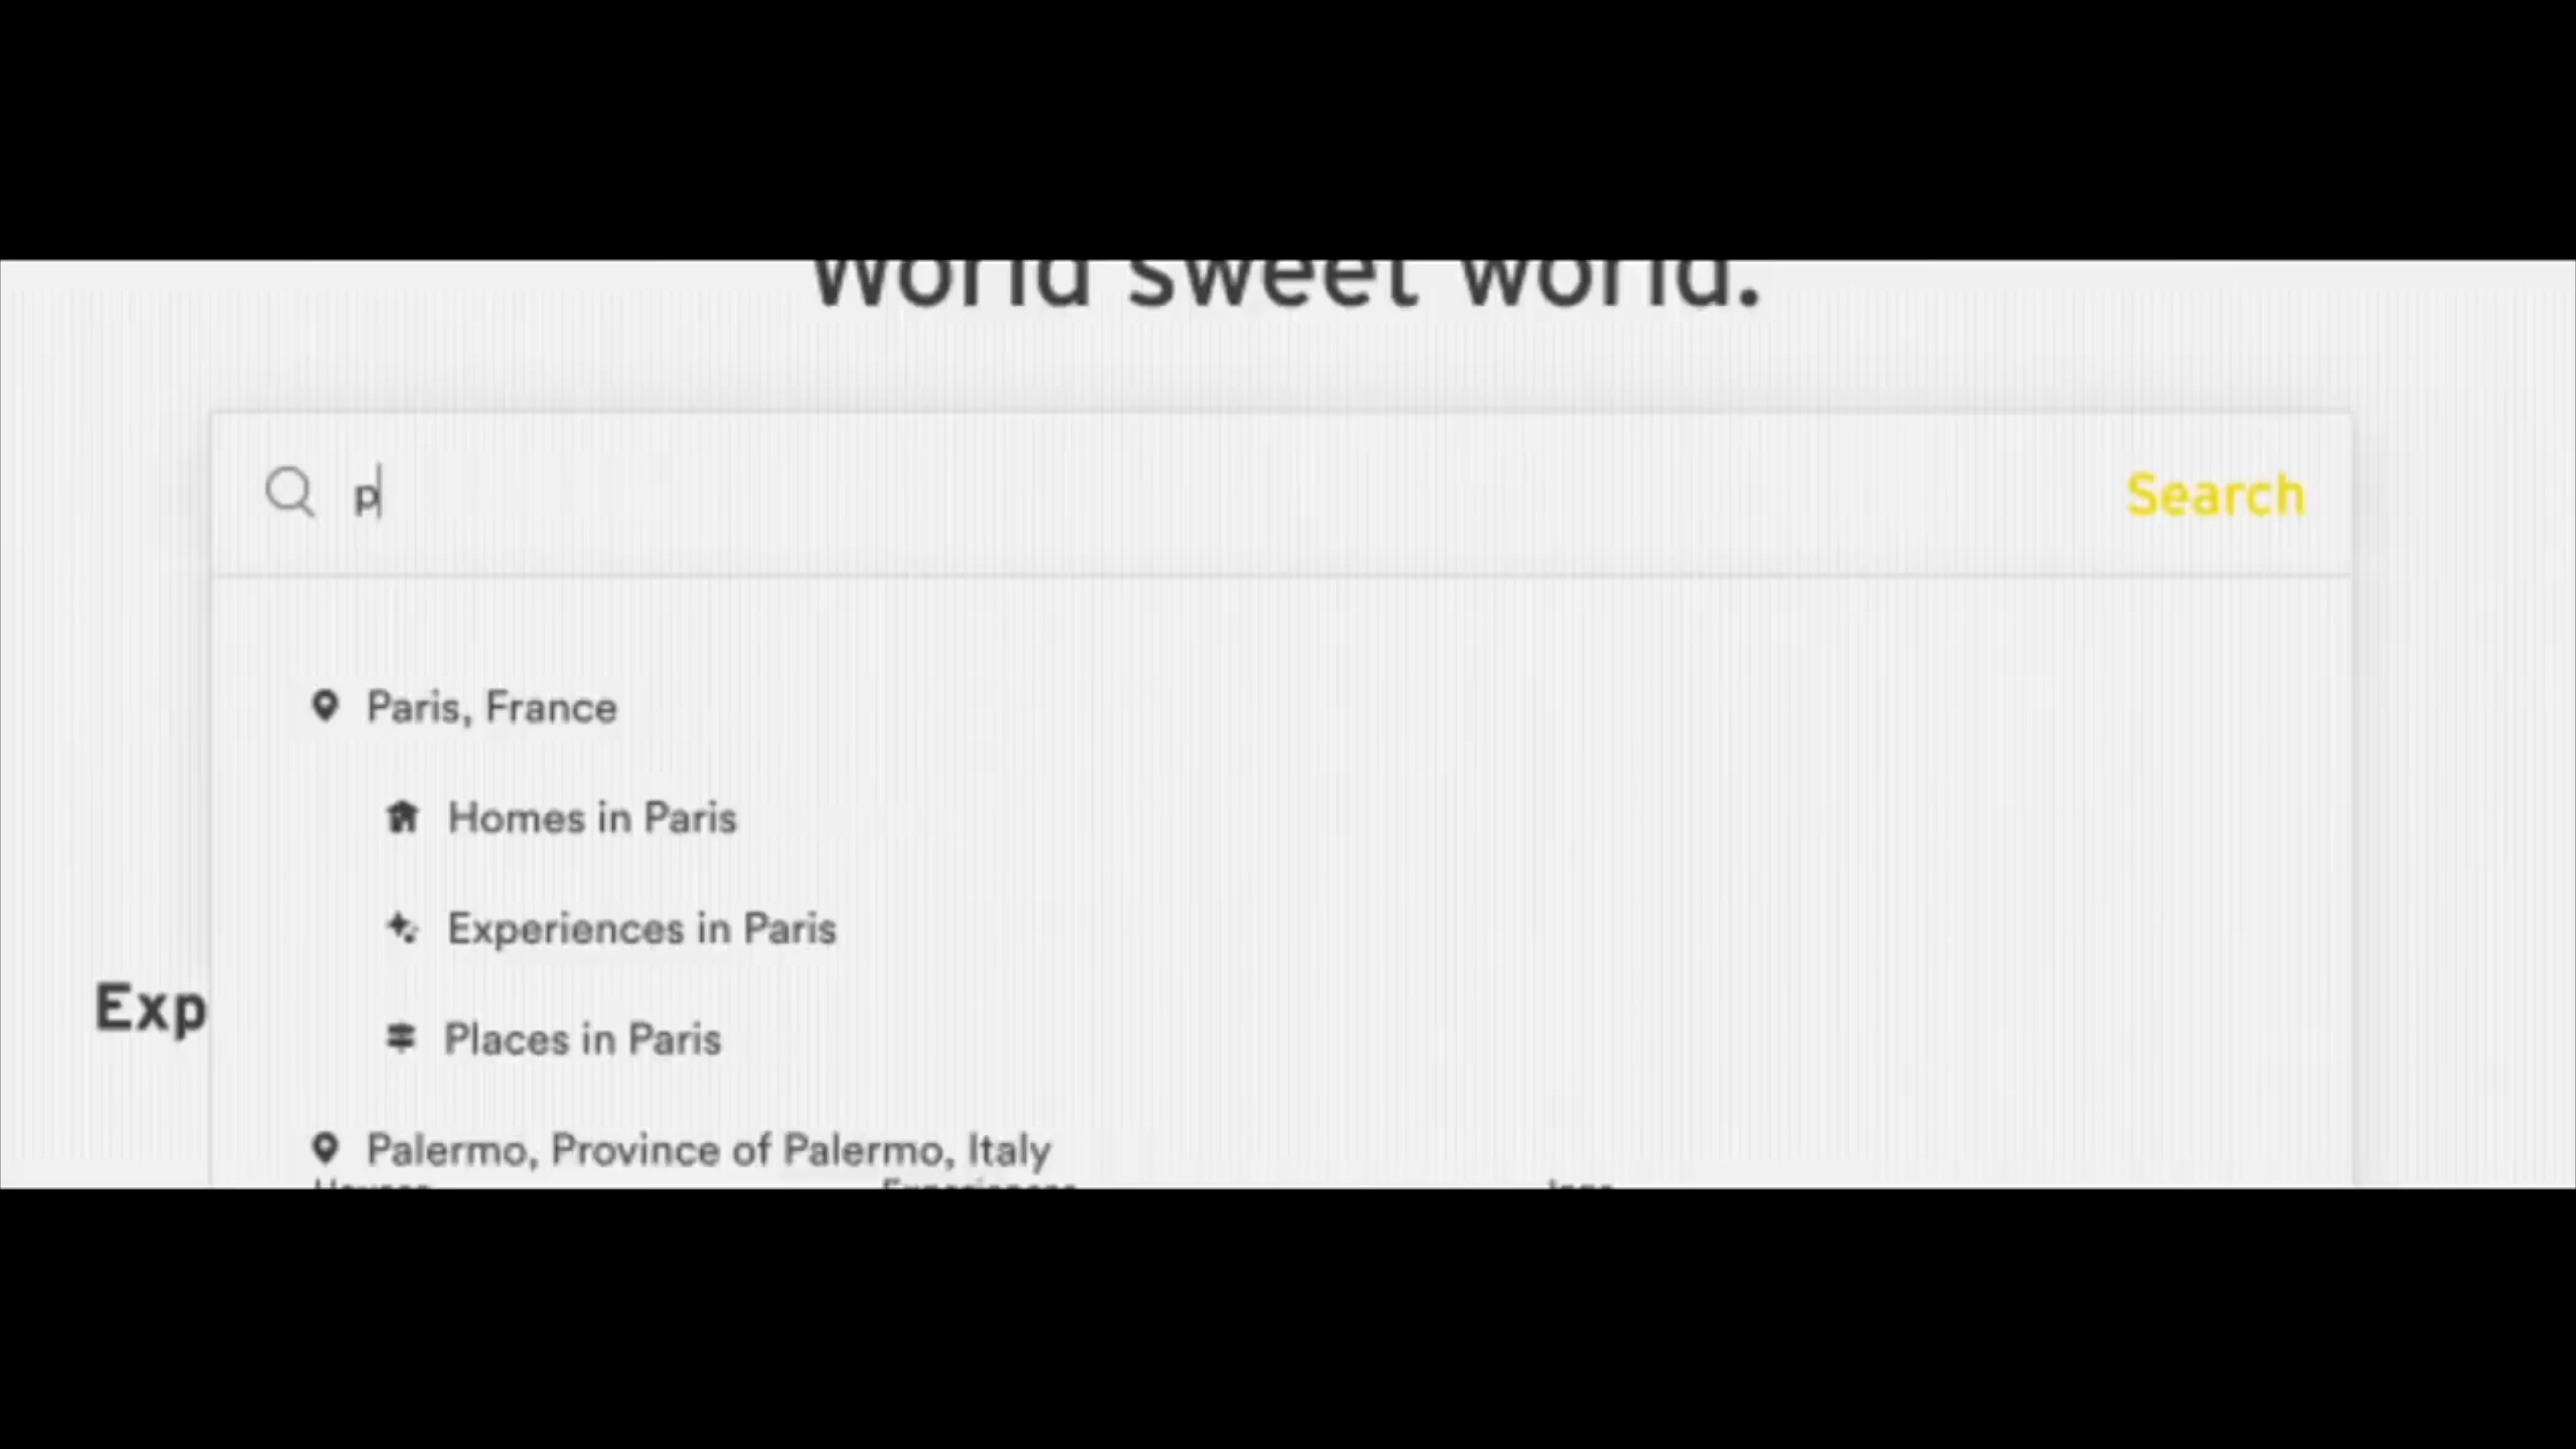 World sweet world.
p
Search
Paris, France
Homes in Paris
Experiences in Paris
Exp
Places in Paris
Palermo, Province of Palermo, Italy
Experiences